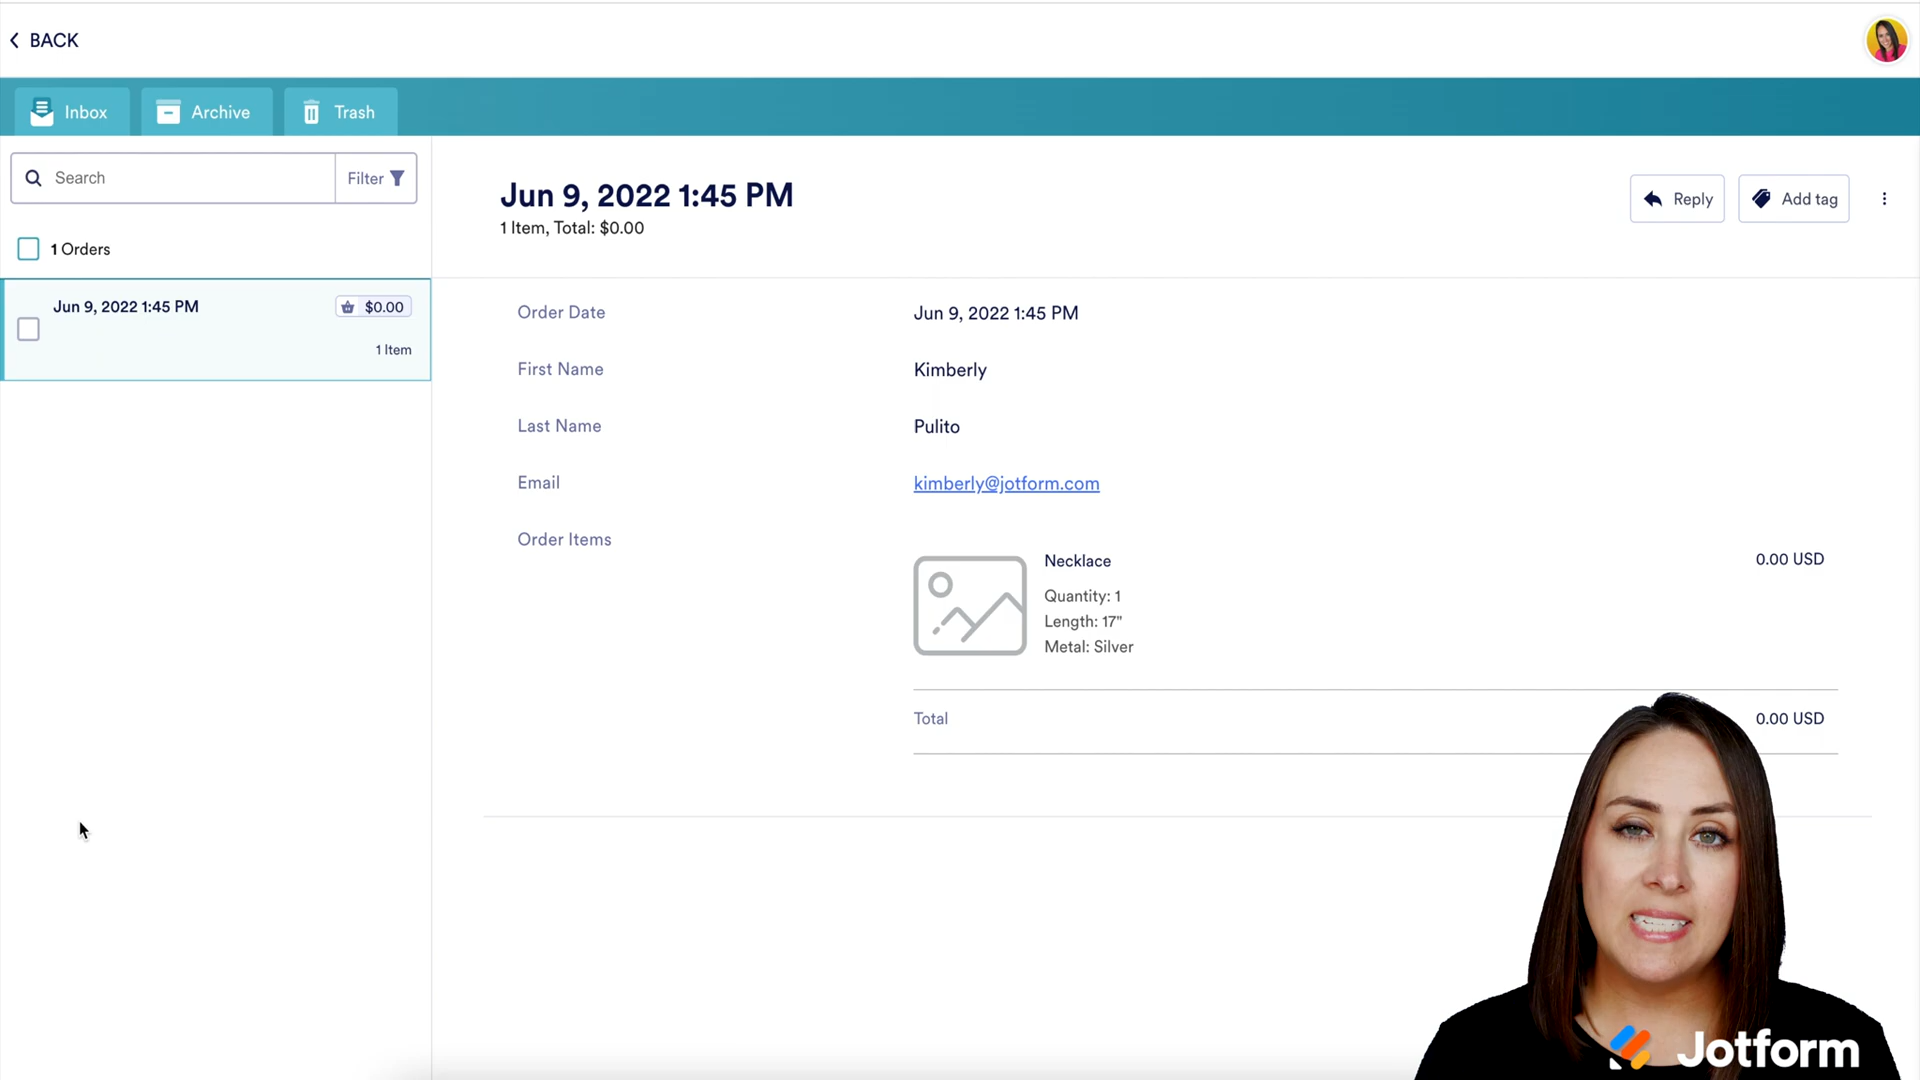 BACK
Inbox
Archive
Trash
Search
Filter
1 Orders
Jun 9, 2022 1:45 PM
$0.00
1 Item
Jun 9, 2022 1:45 PM
1 Item, Total: $0.00
Reply
Add tag
Order Date
Jun 9, 2022 1:45 PM
First Name
Kimberly
Last Name
Pulito
Email
kimberly@jotform.com
Order Items
Necklace
0.00 USD
Quantity: 1
Length: 17"
Metal: Silver
Total
0.00 USD
Jotform